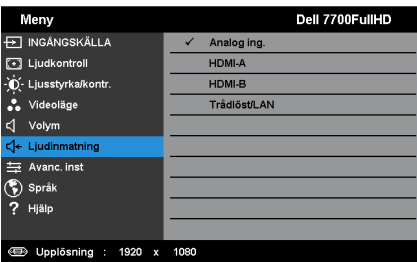 Meny Dell 7700FullHD
INGÅNGSKÄLLA ✓ Analog ing.
Ljudkontroll HDMI-A
Ljusstyrka/kontr. HDMI-B
Videoläge Trådlöst/LAN
Volym
Ljudinmatning
Avanc. inst
Språk
? Hjälp
Upplösning : 1920 x 1080